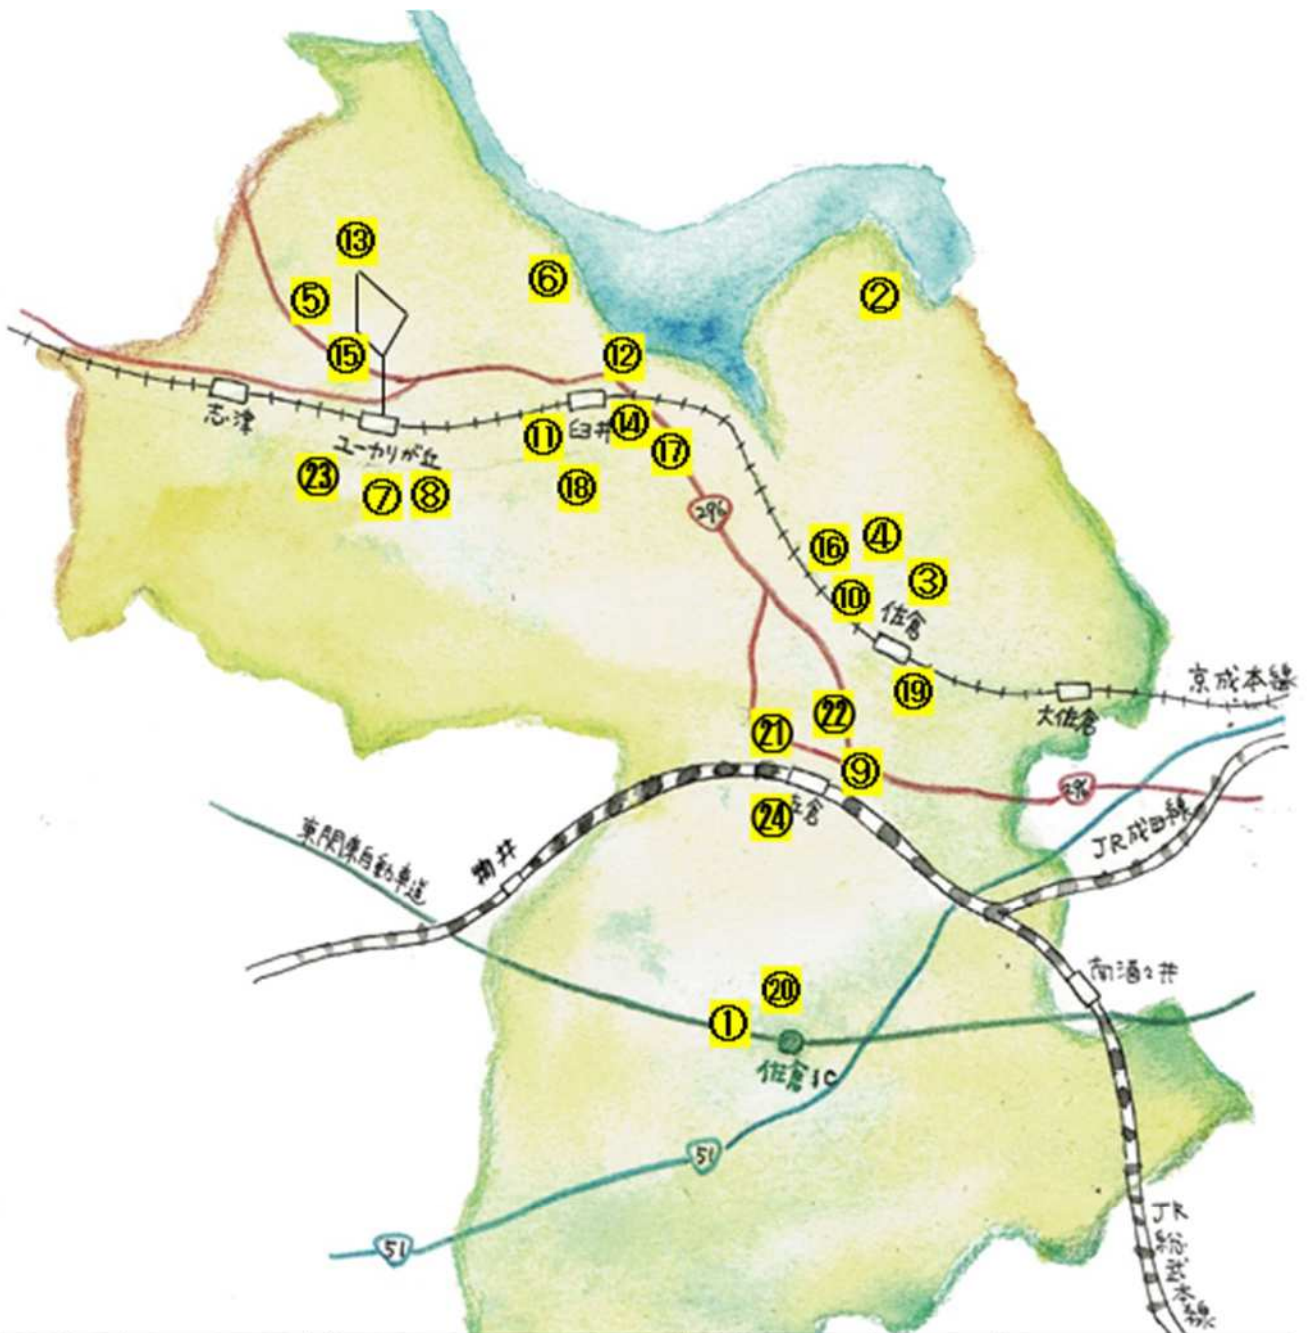 ⑬
⑥
②
⑤
⑮
⑫
志津
ユーカリが丘
⑪
臼井
⑭
⑰
㉓
⑦
⑧
⑱
296
⑯
④
③
⑩
佐倉
⑲
京成本線
大佐倉
㉑
㉒
⑨
296
佐倉
㉔
JR成田線
東関東自動車道
物井
南酒々井
⑳
①
佐倉IC
51
51
JR
総武本線